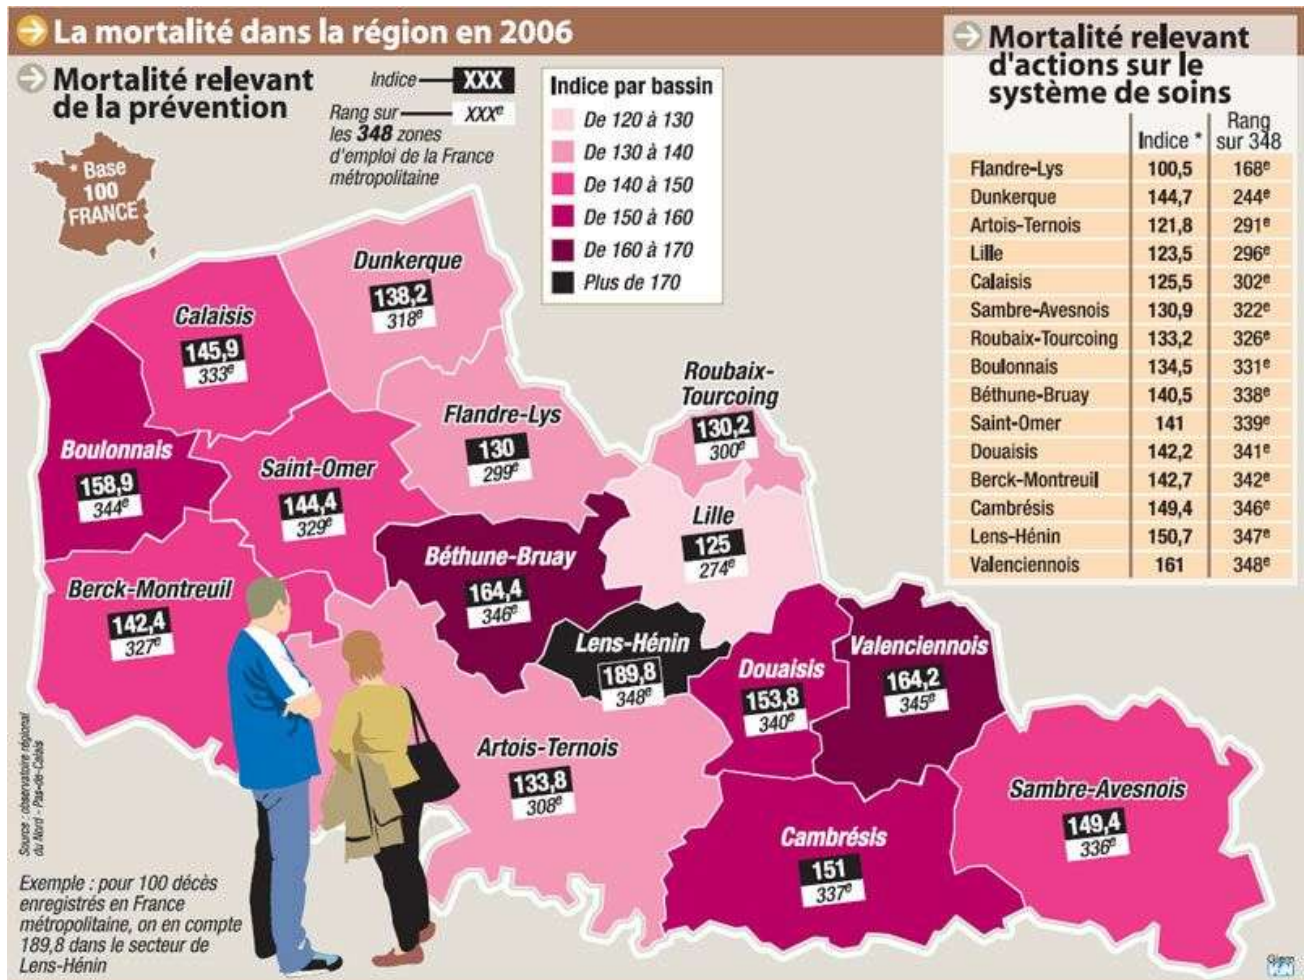 La mortalité dans la région en 2006
Mortalité relevant
de la prévention
* Base
100
FRANCE
Indice
XXX
Rang sur
XXXe
les 348 zones
d'emploi de la France
métropolitaine
Indice par bassin
De 120 à 130
De 130 à 140
De 140 à 150
De 150 à 160
De 160 à 170
Plus de 170
Dunkerque
138,2
318e
Calaisis
145,9
333e
Roubaix-
Tourcoing
130,2
300e
Flandre-Lys
130
299e
Boulonnais
158,9
344e
Saint-Omer
144,4
329e
Lille
125
274e
Béthune-Bruay
164,4
346e
Berck-Montreuil
142,4
327e
Lens-Hénin
189,8
348e
Douaisis
153,8
340e
Valenciennois
164,2
345e
Artois-Ternois
133,8
308e
Sambre-Avesnois
149,4
336e
Cambrésis
151
337e
Source : observatoire régional
du Nord - Pas-de-Calais
Exemple : pour 100 décès
enregistrés en France
métropolitaine, on en compte
189,8 dans le secteur de
Lens-Hénin
Mortalité relevant
d'actions sur le
système de soins
Indice * Rang sur 348
Flandre-Lys 100,5 168e
Dunkerque 144,7 244e
Artois-Ternois 121,8 291e
Lille 123,5 296e
Calaisis 125,5 302e
Sambre-Avesnois 130,9 322e
Roubaix-Tourcoing 133,2 326e
Boulonnais 134,5 331e
Béthune-Bruay 140,5 338e
Saint-Omer 141 339e
Douaisis 142,2 341e
Berck-Montreuil 142,7 342e
Cambrésis 149,4 346e
Lens-Hénin 150,7 347e
Valenciennois 161 348e